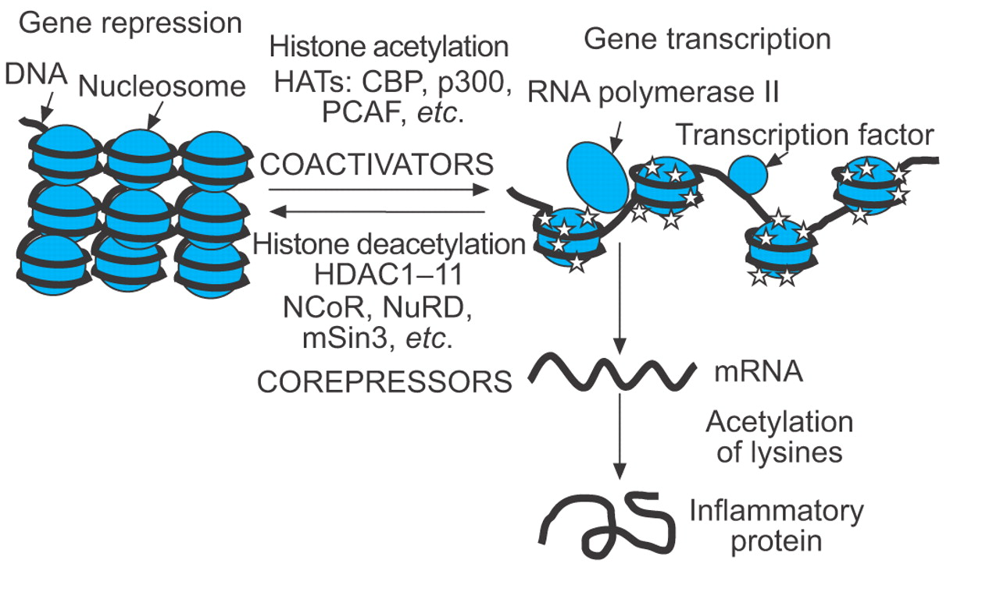 Gene repression
DNA
Nucleosome
Histone acetylation
HATs: CBP, p300,
PCAF, etc.
COACTIVATORS
Histone deacetylation
HDAC1–11
NCoR, NuRD,
mSin3, etc.
COREPRESSORS
Gene transcription
RNA polymerase II
Transcription factor
mRNA
Acetylation
of lysines
Inflammatory
protein